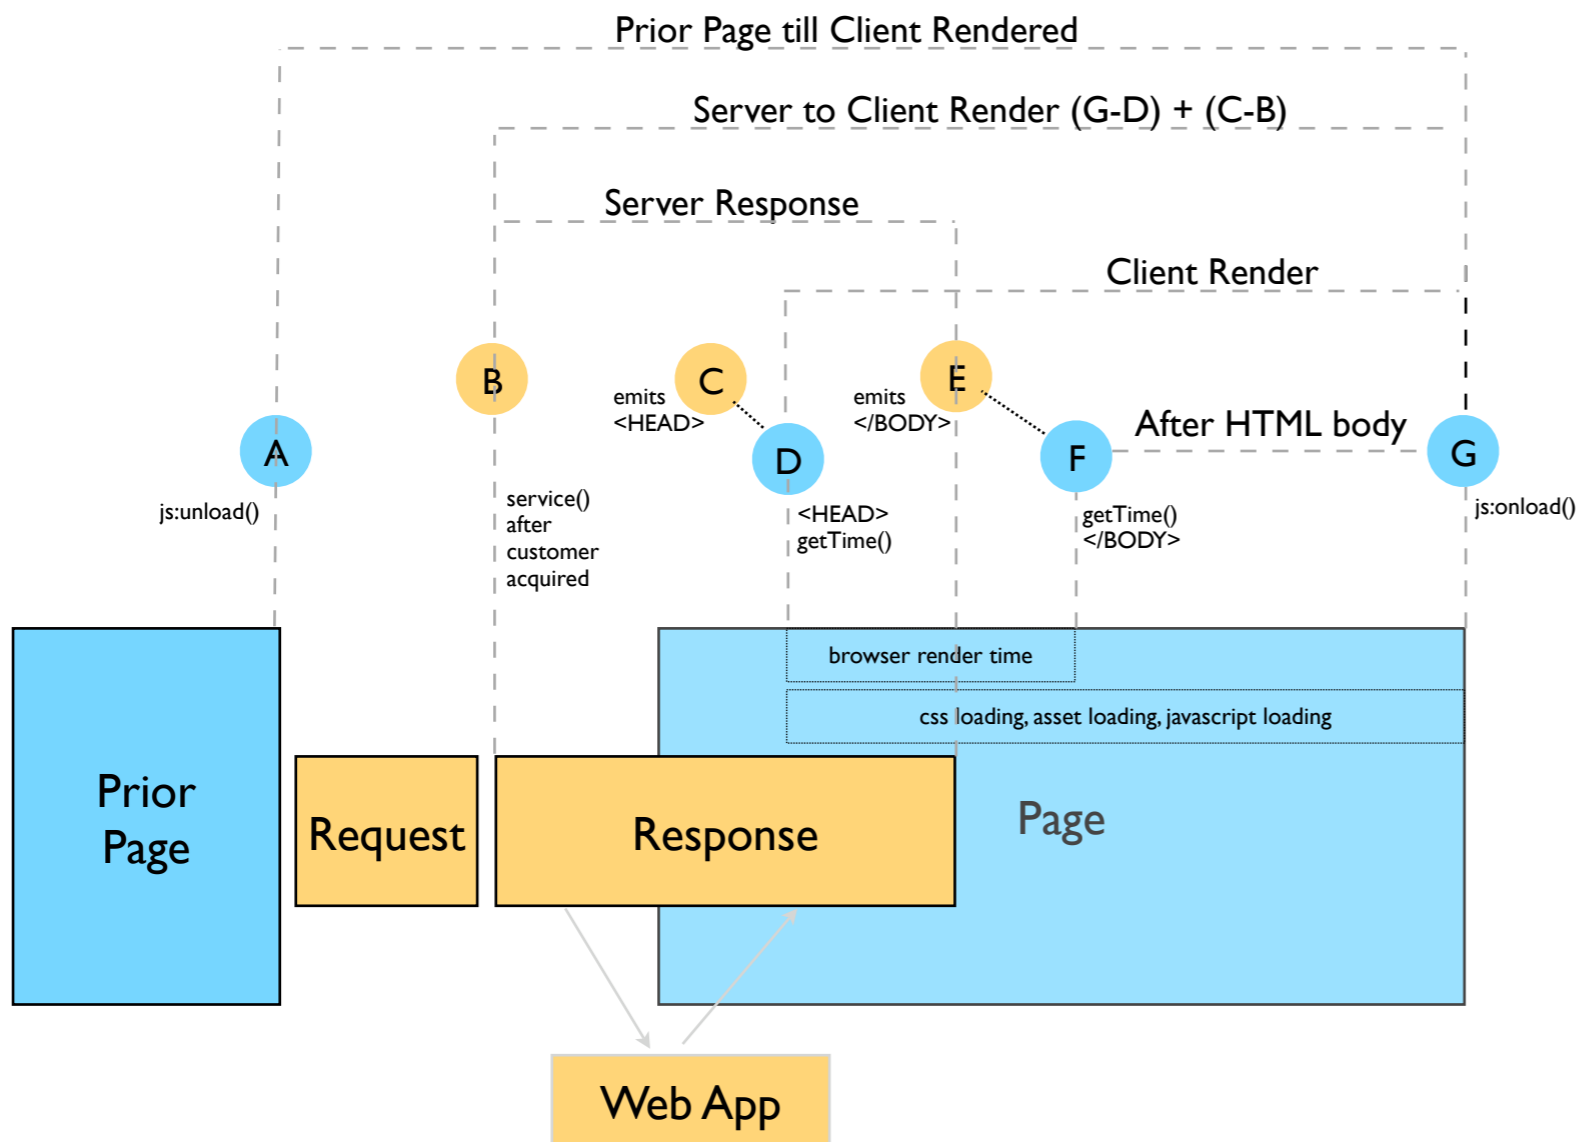 Prior Page till Client Rendered
Server to Client Render (G-D) + (C-B)
Server Response
Client Render
B
C
E
emits
<HEAD>
emits
</BODY>
After HTML body
A
D
F
G
js:unload()
service()
after
customer
acquired
<HEAD>
getTime()
getTime()
</BODY>
js:onload()
browser render time
css loading, asset loading, javascript loading
Prior
Page
Request
Response
Page
Web App